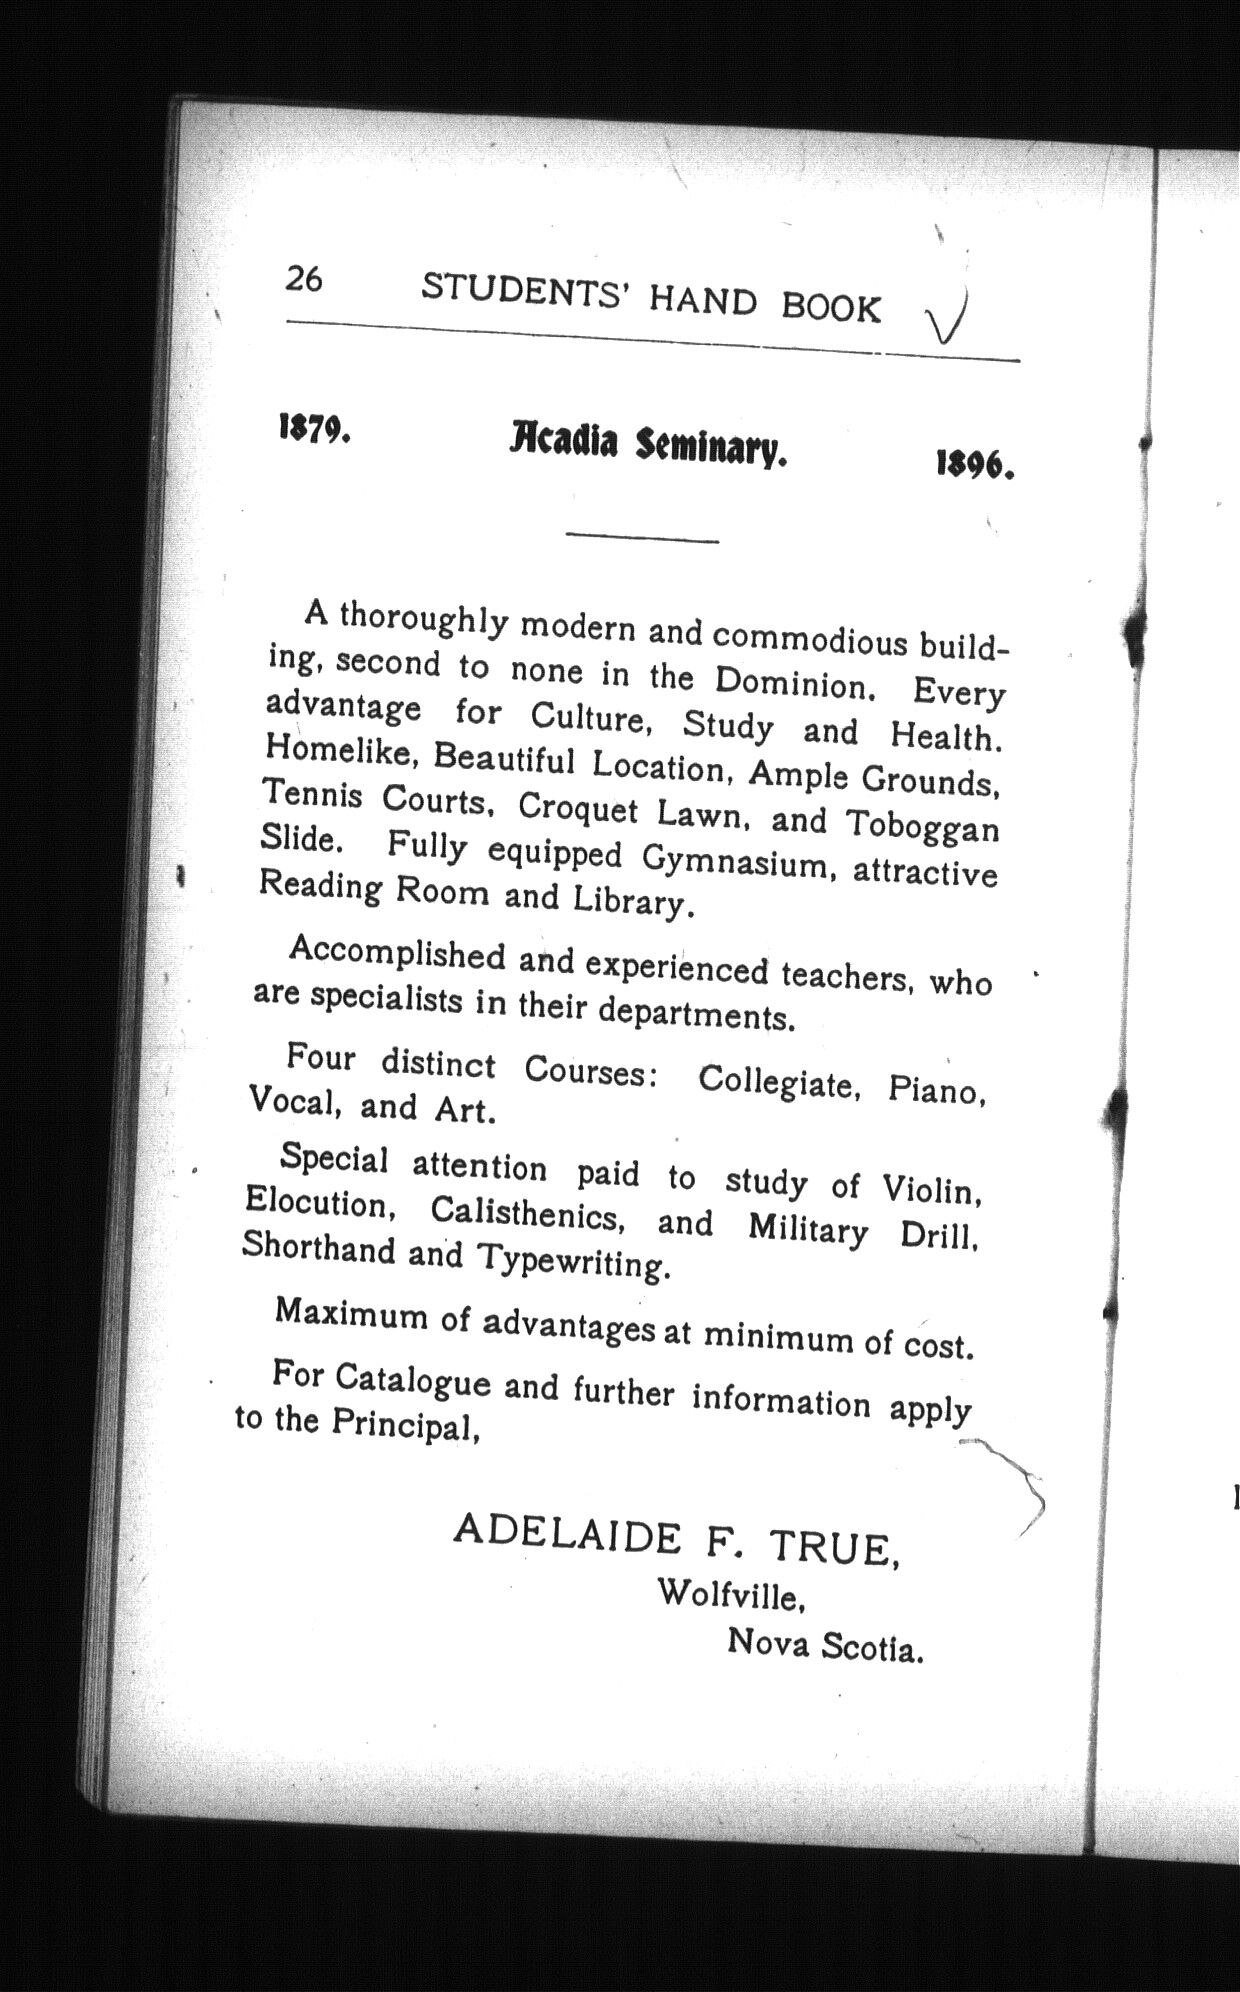 26 STUDENTS' HAND BOOK
1879. Acadia Seminary. 1896.
A thoroughly modern and commodious build-
ing, second to none in the Dominion. Every
advantage for Culture, Study and Health.
Homelike, Beautiful Location, Ample Grounds,
Tennis Courts, Croquet Lawn, and Toboggan
Slide. Fully equipped Gymnasium, attractive
Reading Room and Library.
Accomplished and experienced teachers, who
are specialists in their departments.
Four distinct Courses: Collegiate, Piano,
Vocal, and Art.
Special attention paid to study of Violin,
Elocution, Calisthenics, and Military Drill,
Shorthand and Typewriting.
Maximum of advantages at minimum of cost.
For Catalogue and further information apply
to the Principal,
ADELAIDE F. TRUE,
Wolfville,
Nova Scotia.